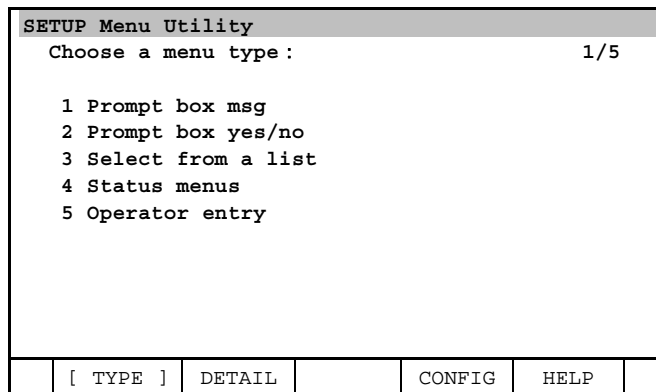 SETUP Menu Utility
Choose a menu type : 1/5
1 Prompt box msg
2 Prompt box yes/no
3 Select from a list
4 Status menus
5 Operator entry
[ TYPE ] DETAIL CONFIG HELP